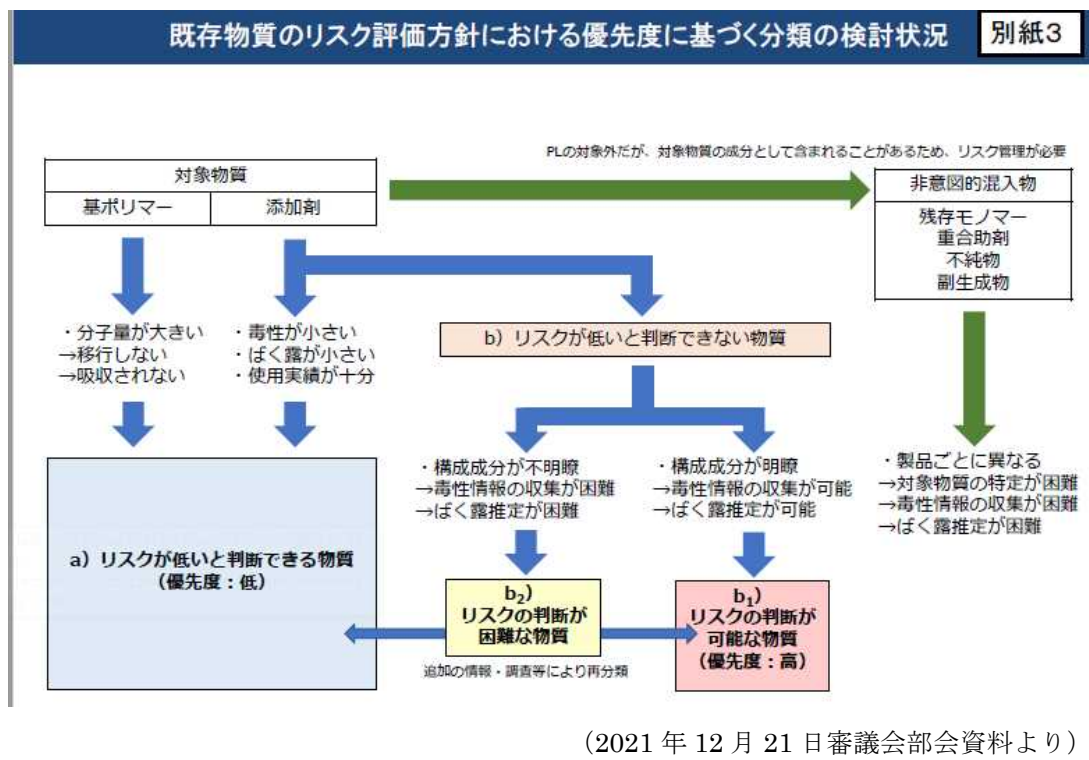 既存物質のリスク評価方針における優先度に基づく分類の検討状況
別紙3
PLの対象外だが、対象物質の成分として含まれることがあるため、リスク管理が必要
対象物質
基ポリマー
添加剤
非意図的混入物
残存モノマー
重合助剤
不純物
副生成物
・分子量が大きい
→移行しない
→吸収されない
・毒性が小さい
・ばく露が小さい
・使用実績が十分
b）リスクが低いと判断できない物質
・構成成分が不明瞭
→毒性情報の収集が困難
→ばく露推定が困難
・構成成分が明瞭
→毒性情報の収集が可能
→ばく露推定が可能
・製品ごとに異なる
→対象物質の特定が困難
→毒性情報の収集が困難
→ばく露推定が困難
a）リスクが低いと判断できる物質
（優先度：低）
b₂）
リスクの判断が
困難な物質
b₁）
リスクの判断が
可能な物質
（優先度：高）
追加の情報・調査等により再分類
（2021 年 12 月 21 日審議会部会資料より）